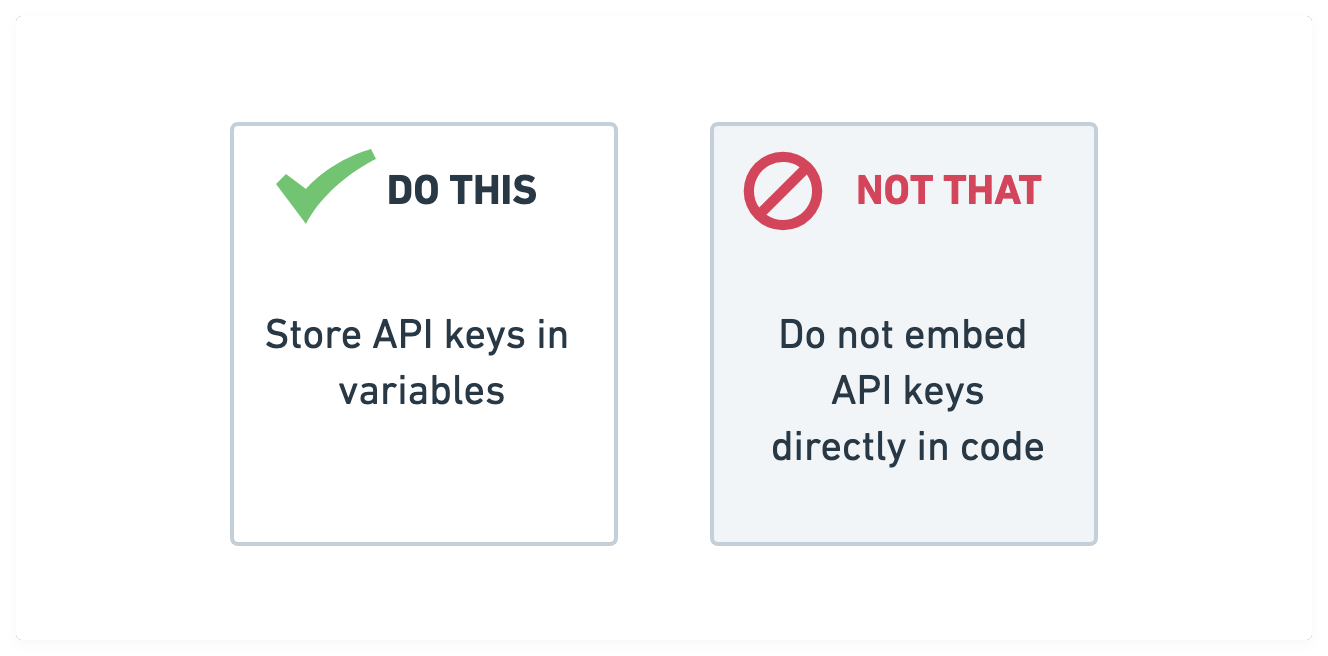 DO THIS
Store API keys in
variables
NOT THAT
Do not embed
API keys
directly in code